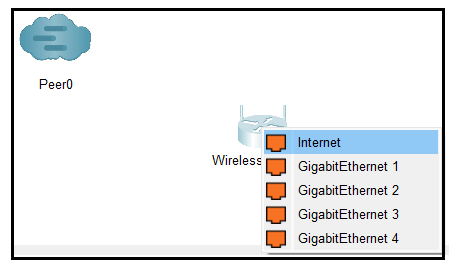 Peer0
Wireless
Internet
GigabitEthernet 1
GigabitEthernet 2
GigabitEthernet 3
GigabitEthernet 4